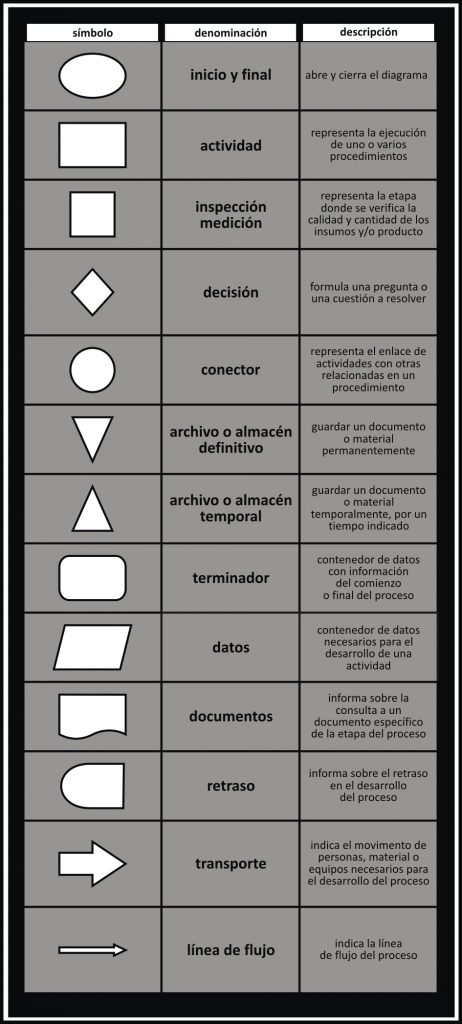 símbolo
denominación
descripción
inicio y final
abre y cierra el diagrama
actividad
representa la ejecución
de uno o varios
procedimientos
inspección
medición
representa la etapa
donde se verifica la
calidad y cantidad de los
insumos y/o producto
decisión
formula una pregunta o
una cuestión a resolver
conector
representa el enlace de
actividades con otras
relacionadas en un
procedimiento
archivo o almacén
definitivo
guardar un documento
o material
permanentemente
archivo o almacén
temporal
guardar un documento
o material
temporalmente, por un
tiempo indicado
terminador
contenedor de datos
con información
del comienzo
o final del proceso
datos
contenedor de datos
necesarios para el
desarrollo de una
actividad
documentos
informa sobre la
consulta a un
documento específico
de la etapa del proceso
retraso
informa sobre el retraso
en el desarrollo
del proceso
transporte
indica el movimento de
personas, material o
equipos necesarios para
el desarrollo del proceso
línea de flujo
indica la línea
de flujo del proceso